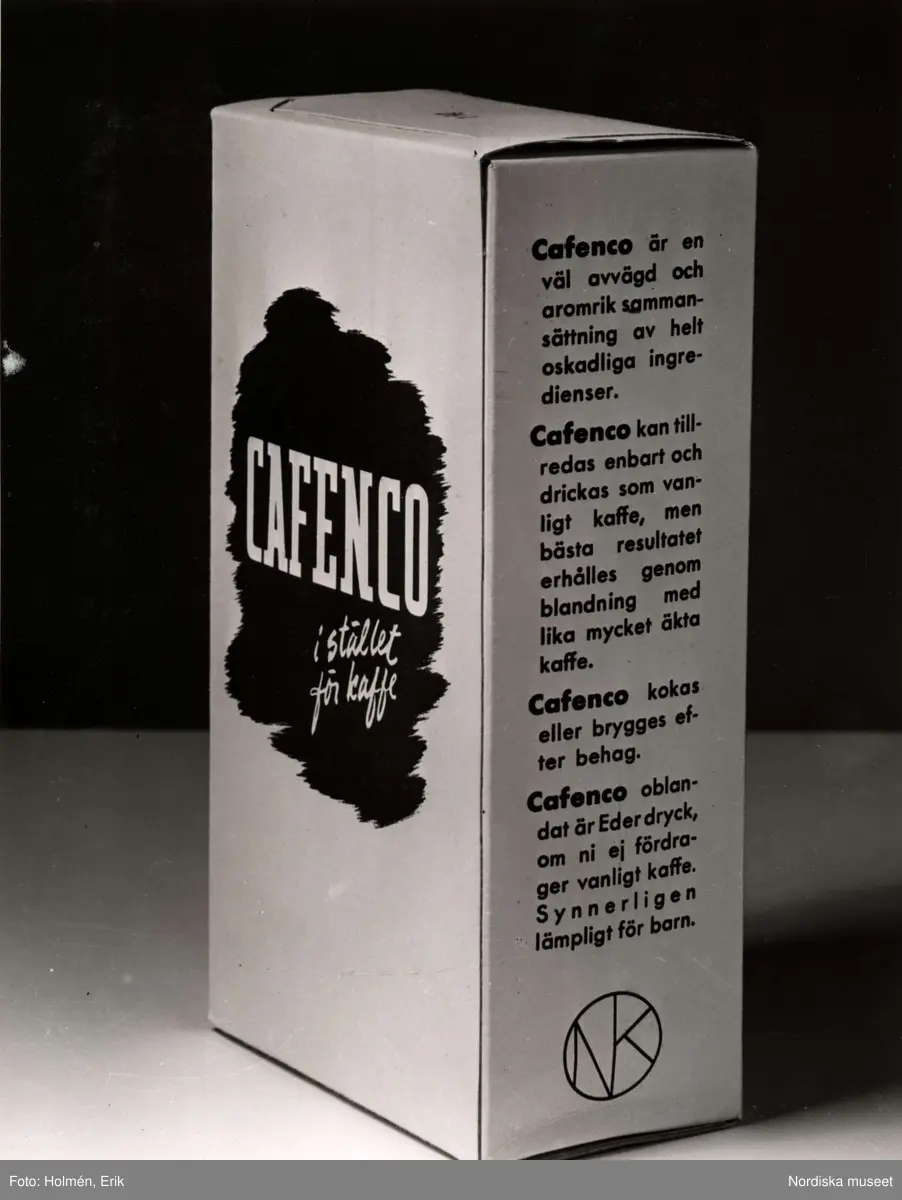 CAFENCO
i stället
för kaffe
Cafenco är en
väl avvägd och
aromrik samman-
sättning av helt
oskadliga ingre-
dienser.
Cafenco kan till-
redas enbart och
drickas som van-
ligt kaffe, men
bästa resultatet
erhålles genom
blandning med
lika mycket äkta
kaffe.
Cafenco kokas
eller brygges ef-
ter behag.
Cafenco oblan-
dat är Eder dryck,
om ni ej fördra-
ger vanligt kaffe.
Synnerligen
lämpligt för barn.
NK
Foto: Holmén, Erik
Nordiska museet